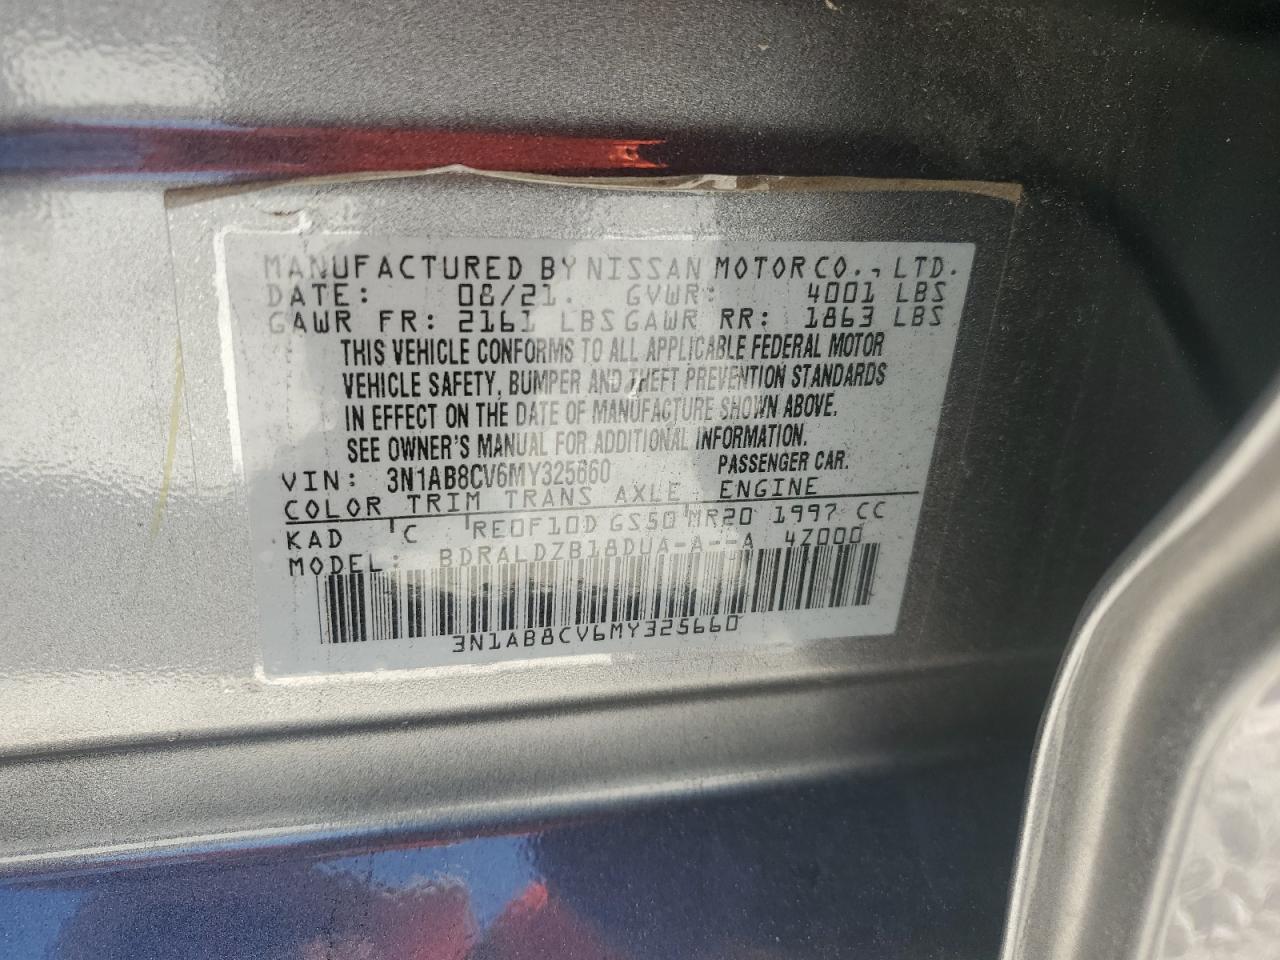 MANUFACTURED BY NISSAN MOTOR CO., LTD.
DATE: 08/21. GVWR: 4001 LBS
GAWR FR: 2161 LBS GAWR RR: 1863 LBS
THIS VEHICLE CONFORMS TO ALL APPLICABLE FEDERAL MOTOR
VEHICLE SAFETY, BUMPER AND THEFT PREVENTION STANDARDS
IN EFFECT ON THE DATE OF MANUFACTURE SHOWN ABOVE.
SEE OWNER'S MANUAL FOR ADDITIONAL INFORMATION.
VIN: 3N1AB8CV6MY325660 PASSENGER CAR.
COLOR TRIM TRANS AXLE ENGINE
KAD C RE0F10D GS50 MR20 1997 CC
MODEL: BDRALDZB18DUA-A--A 4Z000
3N1AB8CV6MY325660